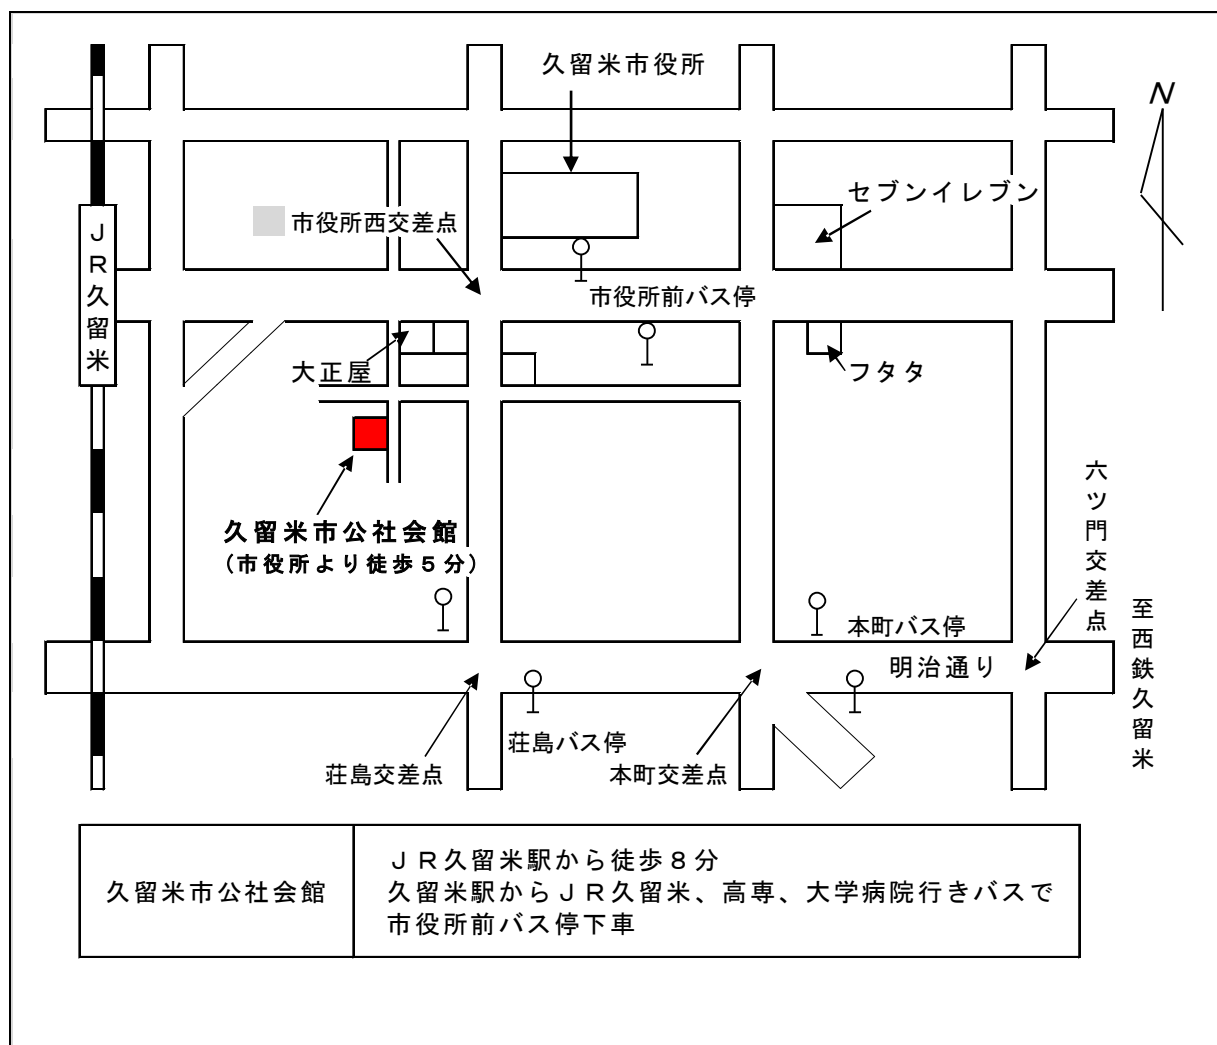 久留米市役所
N
セブンイレブン
市役所西交差点
ＪＲ久留米
市役所前バス停
大正屋
フタタ
六ツ門交差点
久留米市公社会館
（市役所より徒歩５分）
至西鉄久留米
本町バス停
明治通り
荘島バス停
荘島交差点
本町交差点
久留米市公社会館
ＪＲ久留米駅から徒歩８分
久留米駅からＪＲ久留米、高専、大学病院行きバスで
市役所前バス停下車